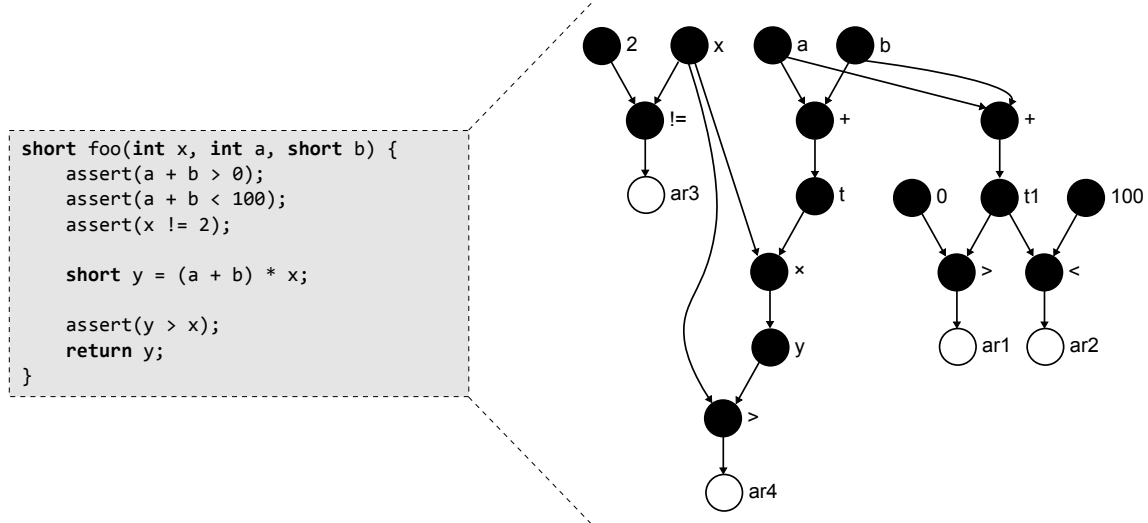 short foo(int x, int a, short b) {
    assert(a + b > 0);
    assert(a + b < 100);
    assert(x != 2);
    short y = (a + b) * x;
    assert(y > x);
    return y;
}
2 x a b
!= + +
ar3 t 0 t1 100
× > <
y ar1 ar2
>
ar4